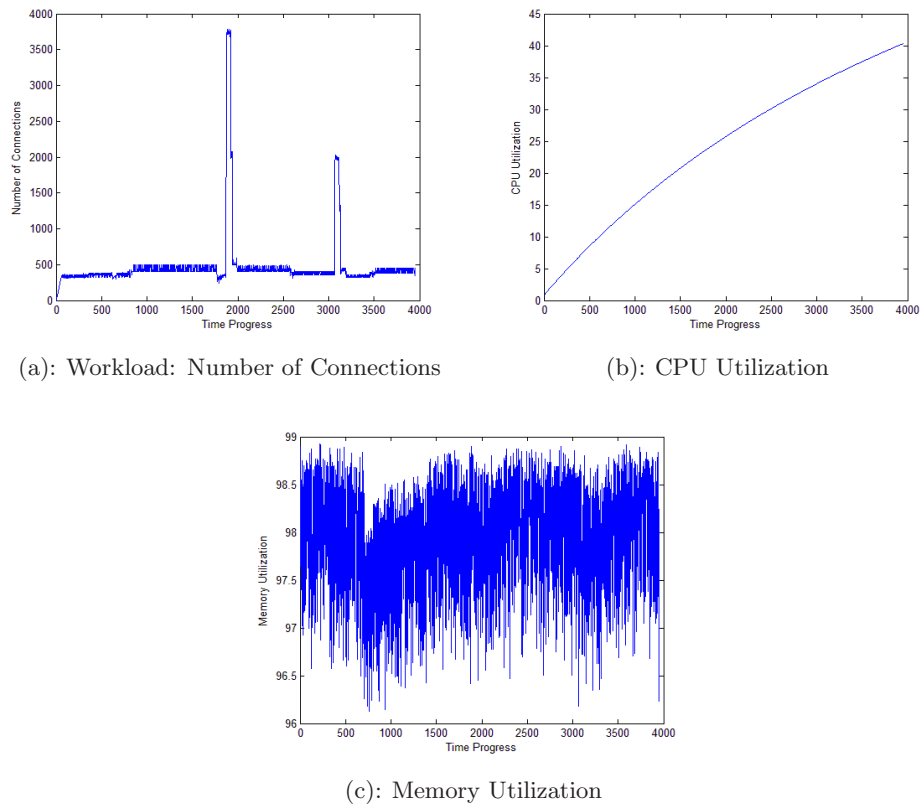 4000
3500
3000
2500
2000
1500
1000
500
0
Number of Connections
0 500 1000 1500 2000 2500 3000 3500 4000
Time Progress
(a): Workload: Number of Connections
45
40
35
30
25
20
15
10
5
0
CPU Utilization
0 500 1000 1500 2000 2500 3000 3500 4000
Time Progress
(b): CPU Utilization
99
98.5
98
97.5
97
96.5
96
Memory Utilization
0 500 1000 1500 2000 2500 3000 3500 4000
Time Progress
(c): Memory Utilization